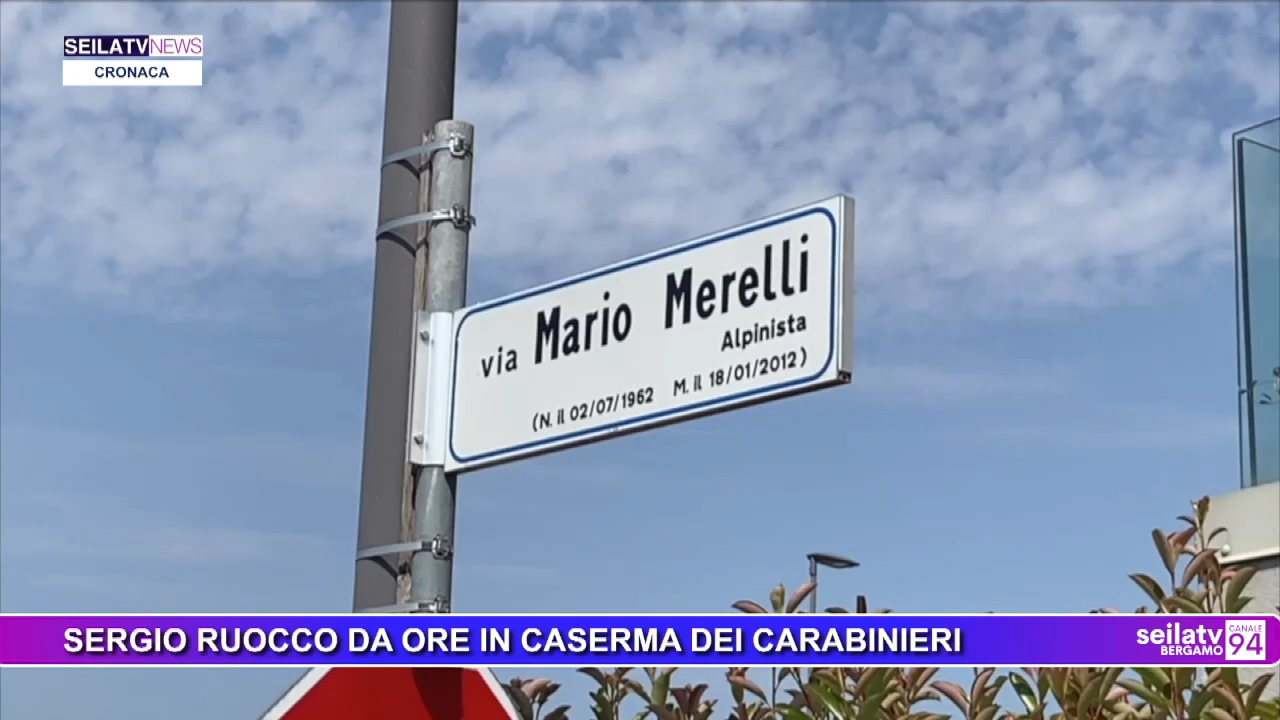 SEILATVNEWS
CRONACA
via Mario Merelli
Alpinista
(N. il 02/07/1962 M. il 18/01/2012)
SERGIO RUOCCO DA ORE IN CASERMA DEI CARABINIERI
seilatv
BERGAMO
CANALE
94